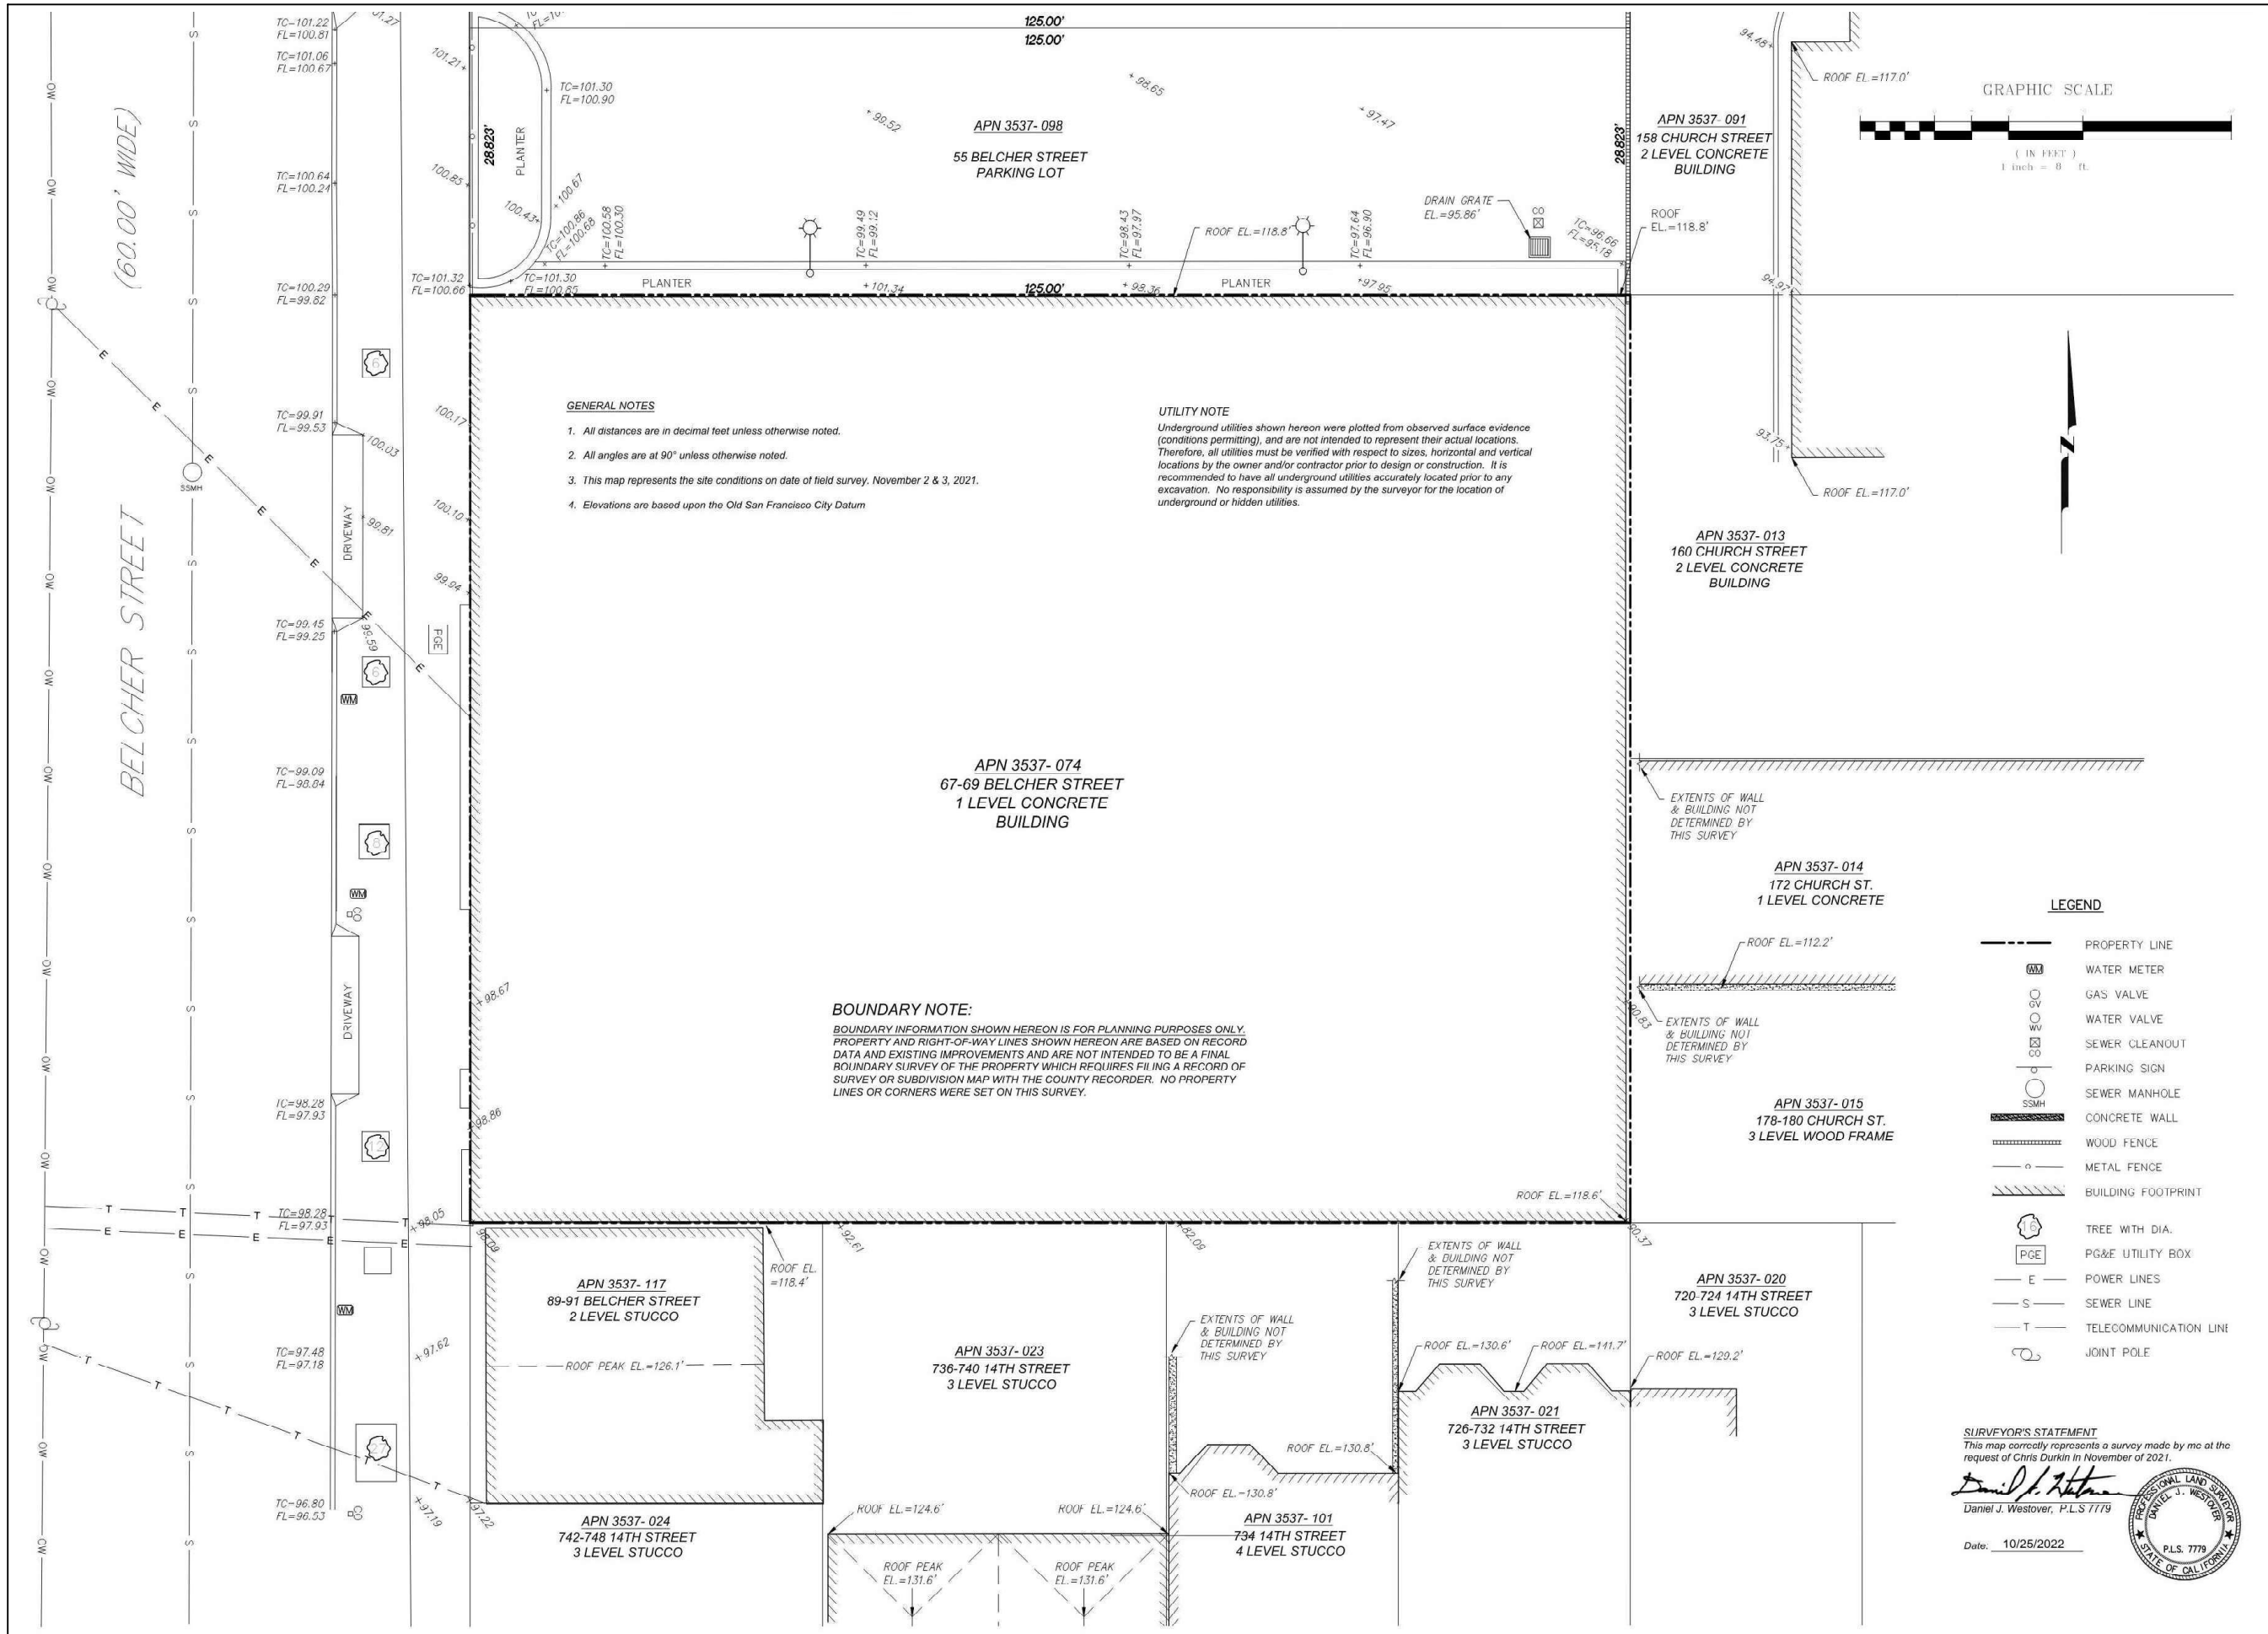 TC=101.22
FL=100.81
TC=101.06
FL=100.67
TC=100.64
FL=100.24
TC=100.29
FL=99.82
TC=99.91
FL=99.53
TC=99.45
FL=99.25
TC=99.09
FL=98.84
TC=98.28
FL=97.93
TC=98.28
FL=97.93
TC=97.48
FL=97.18
TC=96.80
FL=96.53
(60.00' WIDE)
BELCHER STREET
SSMH
DRIVEWAY
DRIVEWAY
6
6
8
12
27
WM
WM
WM
CO
CO
PGE
100.03
99.81
99.59
98.05
97.62
97.19
97.22
101.21
100.85
100.17
100.10
99.94
98.67
98.86
98.09
125.00'
125.00'
28.823'
PLANTER
TC=101.30
FL=100.90
100.43
100.67
TC=100.86
FL=100.68
TC=100.58
FL=100.30
TC=101.32
FL=100.66
TC=101.30
FL=100.85
PLANTER
99.52
98.65
97.47
APN 3537- 098
55 BELCHER STREET
PARKING LOT
TC=99.49
FL=99.12
TC=98.43
FL=97.97
TC=97.64
FL=96.90
TC=96.66
FL=95.18
DRAIN GRATE
EL.=95.86'
CO
ROOF EL.=118.8'
101.34
125.00'
98.36
PLANTER
97.95
28.823'
APN 3537- 091
158 CHURCH STREET
2 LEVEL CONCRETE
BUILDING
ROOF
EL.=118.8'
94.48
ROOF EL.=117.0'
94.97
93.75
ROOF EL.=117.0'
GRAPHIC SCALE
( IN FEET )
1 inch = 8 ft.
N
GENERAL NOTES
1. All distances are in decimal feet unless otherwise noted.
2. All angles are at 90° unless otherwise noted.
3. This map represents the site conditions on date of field survey. November 2 & 3, 2021.
4. Elevations are based upon the Old San Francisco City Datum
UTILITY NOTE
Underground utilities shown hereon were plotted from observed surface evidence
(conditions permitting), and are not intended to represent their actual locations.
Therefore, all utilities must be verified with respect to sizes, horizontal and vertical
locations by the owner and/or contractor prior to design or construction. It is
recommended to have all underground utilities accurately located prior to any
excavation. No responsibility is assumed by the surveyor for the location of
underground or hidden utilities.
APN 3537- 013
160 CHURCH STREET
2 LEVEL CONCRETE
BUILDING
APN 3537- 074
67-69 BELCHER STREET
1 LEVEL CONCRETE
BUILDING
EXTENTS OF WALL
& BUILDING NOT
DETERMINED BY
THIS SURVEY
APN 3537- 014
172 CHURCH ST.
1 LEVEL CONCRETE
ROOF EL.=112.2'
90.83
EXTENTS OF WALL
& BUILDING NOT
DETERMINED BY
THIS SURVEY
APN 3537- 015
178-180 CHURCH ST.
3 LEVEL WOOD FRAME
BOUNDARY NOTE:
BOUNDARY INFORMATION SHOWN HEREON IS FOR PLANNING PURPOSES ONLY.
PROPERTY AND RIGHT-OF-WAY LINES SHOWN HEREON ARE BASED ON RECORD
DATA AND EXISTING IMPROVEMENTS AND ARE NOT INTENDED TO BE A FINAL
BOUNDARY SURVEY OF THE PROPERTY WHICH REQUIRES FILING A RECORD OF
SURVEY OR SUBDIVISION MAP WITH THE COUNTY RECORDER. NO PROPERTY
LINES OR CORNERS WERE SET ON THIS SURVEY.
ROOF EL.=118.6'
APN 3537- 117
89-91 BELCHER STREET
2 LEVEL STUCCO
ROOF PEAK EL.=126.1'
ROOF EL.
=118.4'
92.61
82.09
90.37
APN 3537- 023
736-740 14TH STREET
3 LEVEL STUCCO
EXTENTS OF WALL
& BUILDING NOT
DETERMINED BY
THIS SURVEY
EXTENTS OF WALL
& BUILDING NOT
DETERMINED BY
THIS SURVEY
APN 3537- 020
720-724 14TH STREET
3 LEVEL STUCCO
ROOF EL.=130.6'
ROOF EL.=141.7'
ROOF EL.=129.2'
APN 3537- 021
726-732 14TH STREET
3 LEVEL STUCCO
ROOF EL.=130.8'
ROOF EL.=130.8'
APN 3537- 024
742-748 14TH STREET
3 LEVEL STUCCO
ROOF EL.=124.6'
ROOF EL.=124.6'
APN 3537- 101
734 14TH STREET
4 LEVEL STUCCO
ROOF PEAK
EL.=131.6'
ROOF PEAK
EL.=131.6'
LEGEND
PROPERTY LINE
WM WATER METER
GV GAS VALVE
WV WATER VALVE
CO SEWER CLEANOUT
PARKING SIGN
SSMH SEWER MANHOLE
CONCRETE WALL
WOOD FENCE
METAL FENCE
BUILDING FOOTPRINT
16 TREE WITH DIA.
PGE PG&E UTILITY BOX
E POWER LINES
S SEWER LINE
T TELECOMMUNICATION LINE
JOINT POLE
SURVEYOR'S STATEMENT
This map correctly represents a survey made by me at the
request of Chris Durkin in November of 2021.
Daniel J. Westover, P.L.S 7779
Date. 10/25/2022
PROFESSIONAL LAND SURVEYOR
DANIEL J. WESTOVER
P.L.S. 7779
STATE OF CALIFORNIA